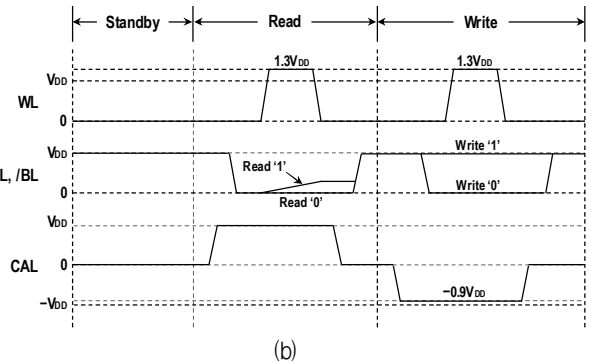 Standby Read Write
1.3VDD 1.3VDD
VDD
WL
0
VDD Write '1'
L, /BL Read '1'
Read '0' Write '0'
0
VDD
CAL 0
-VDD −0.9VDD
(b)